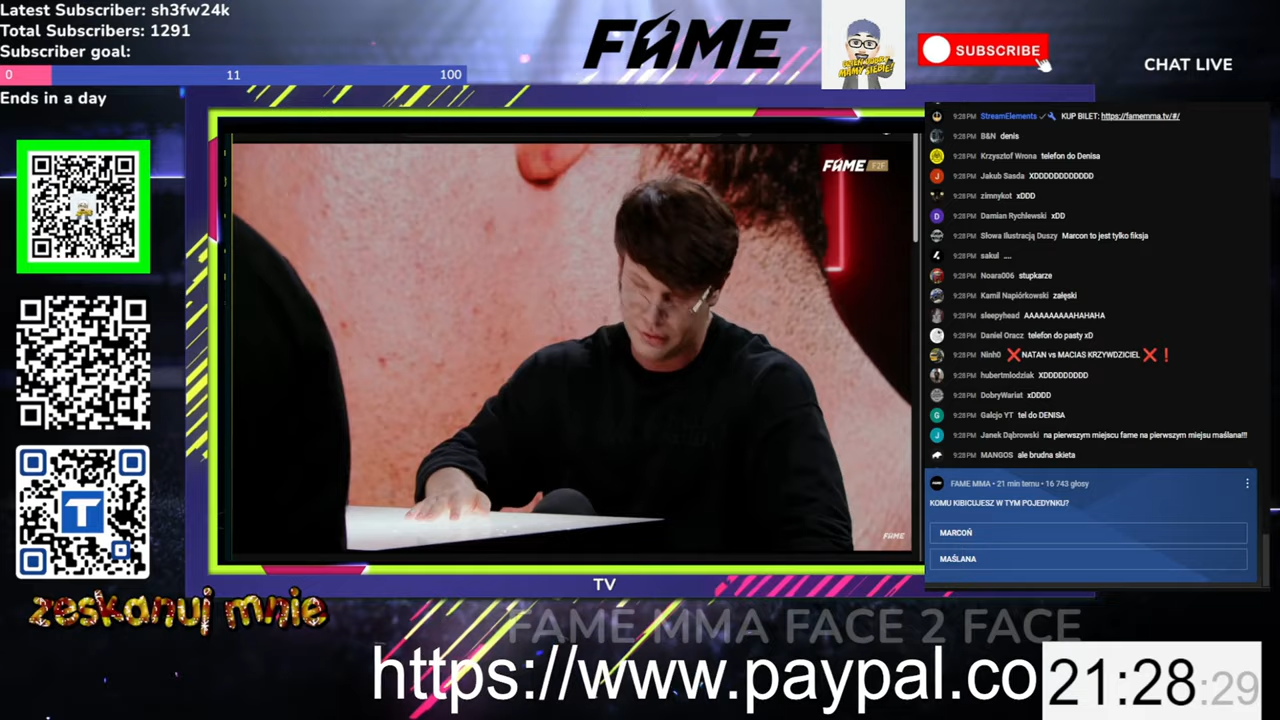 Latest Subscriber: sh3fw24k
Total Subscribers: 1291
Subscriber goal:
0 11 100
Ends in a day
FAME
MAMY CIEBIE!
SUBSCRIBE
CHAT LIVE
FAME F2F
FAME
9:28 PM StreamElements KUP BILET: https://famemma.tv/#/
9:28 PM B&N denis
9:28 PM Krzysztof Wrona telefon do Denisa
9:28 PM Jakub Sasda XDDDDDDDDDDDD
9:28 PM zimnykot xDDD
9:28 PM Damian Rychlewski xDD
9:28 PM Słowa Ilustracją Duszy Marcon to jest tylko fiksja
9:28 PM sakul ....
9:28 PM Noara006 stupkarze
9:28 PM Kamil Napiórkowski załęski
9:28 PM sleepyhead AAAAAAAAAHAHAHA
9:28 PM Daniel Oracz telefon do pasty xD
9:28 PM Ninh0 ❌NATAN vs MACIAS KRZYWDZICIEL ❌❗
9:28 PM hubertmlodziak XDDDDDDDD
9:28 PM DobryWariat xDDDD
9:28 PM Galcjo YT tel do DENISA
9:28 PM Janek Dąbrowski na pierwszym miejscu fame na pierwszym miejsu maślana!!!
9:28 PM MANGOS ale brudna skieta
FAME MMA • 21 min temu • 16 743 głosy
KOMU KIBICUJESZ W TYM POJEDYNKU?
MARCOŃ
MAŚLANA
T
zeskanuj mnie
TV
FAME MMA FACE 2 FACE
https://www.paypal.co
21:28:29